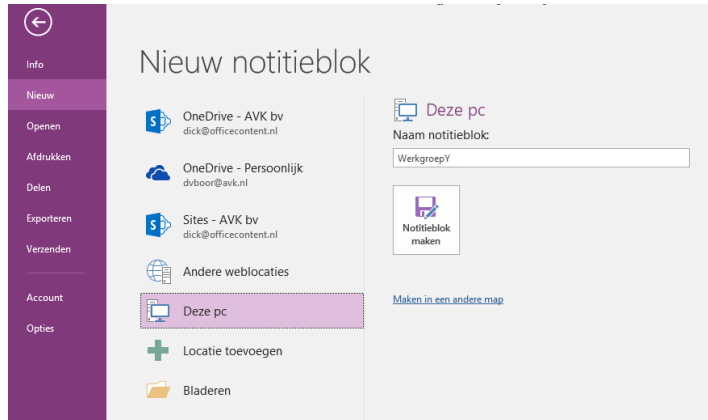 Info
Nieuw
Openen
Afdrukken
Delen
Exporteren
Verzenden
Account
Opties
Nieuw notitieblok
OneDrive - AVK bv
dick@officecontent.nl
OneDrive - Persoonlijk
dvboor@avk.nl
Sites - AVK bv
dick@officecontent.nl
Andere weblocaties
Deze pc
Locatie toevoegen
Bladeren
Deze pc
Naam notitieblok:
WerkgroepY
Notitieblok
maken
Maken in een andere map